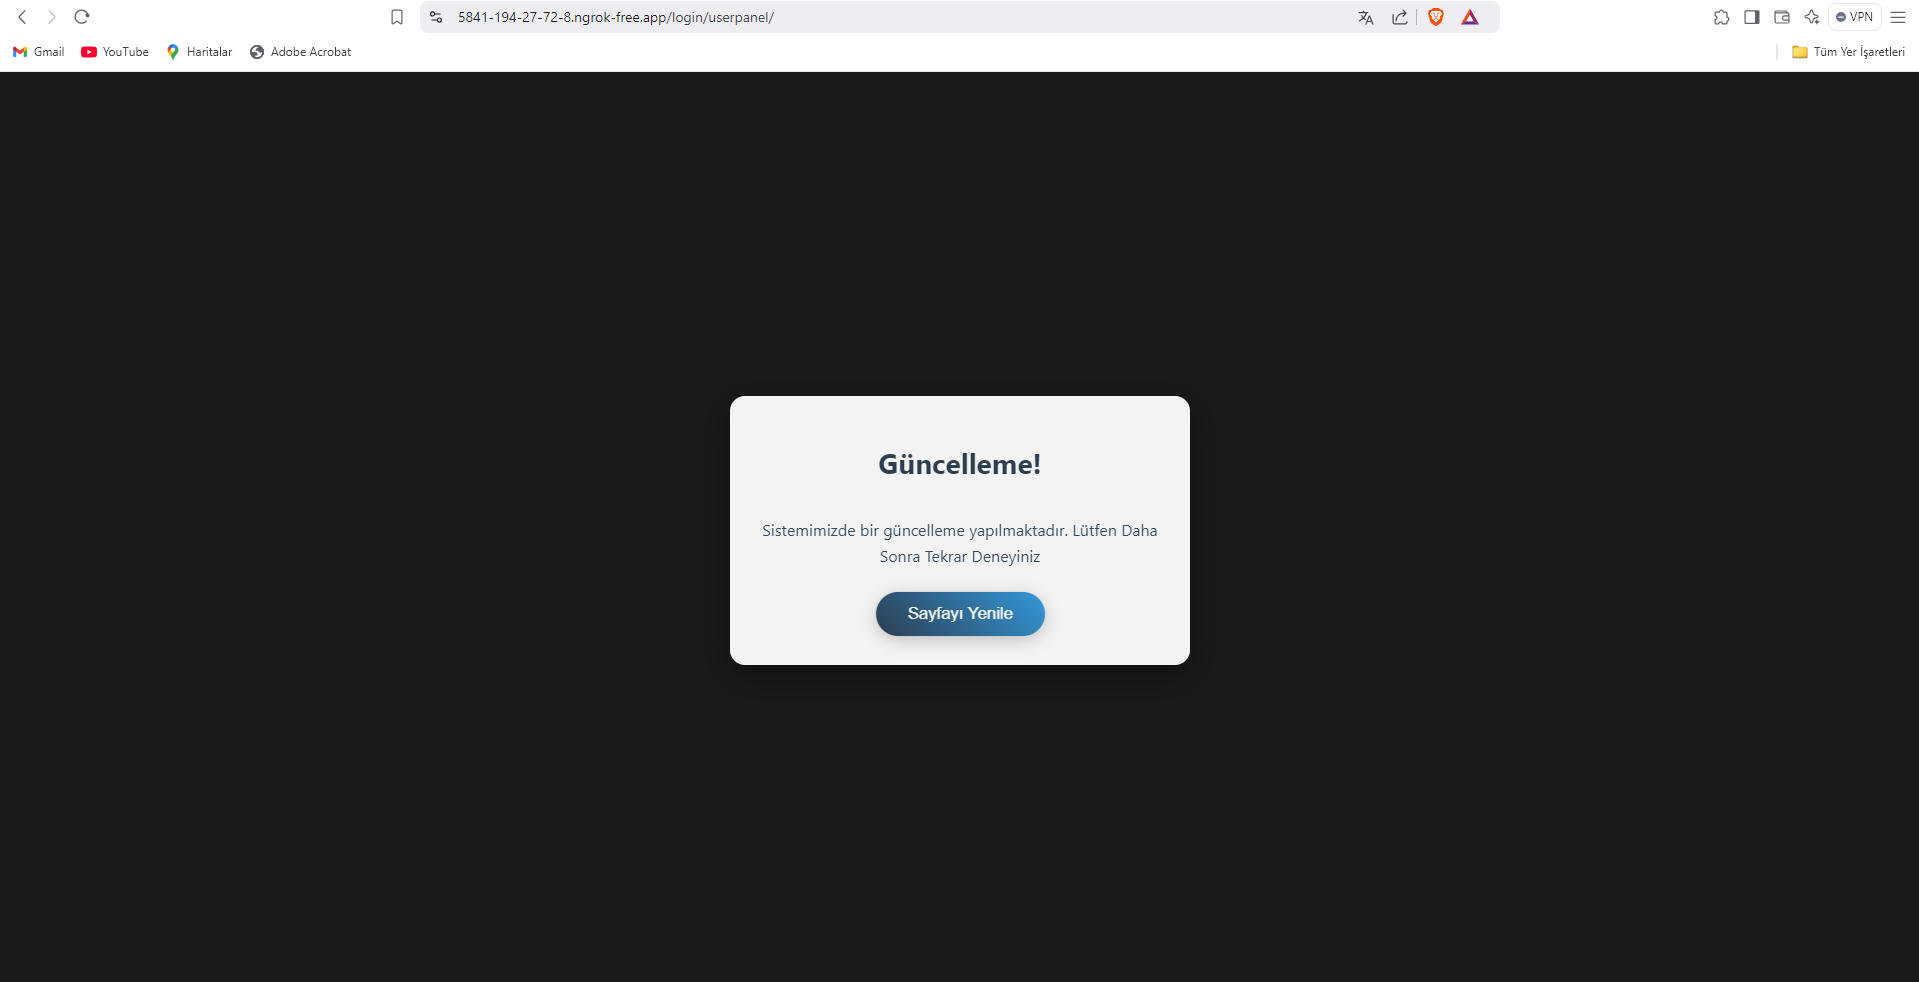 5841-194-27-72-8.ngrok-free.app/login/userpanel/
VPN
Gmail
YouTube
Haritalar
Adobe Acrobat
Tüm Yer İşaretleri
Güncelleme!
Sistemimizde bir güncelleme yapılmaktadır. Lütfen Daha
Sonra Tekrar Deneyiniz
Sayfayı Yenile